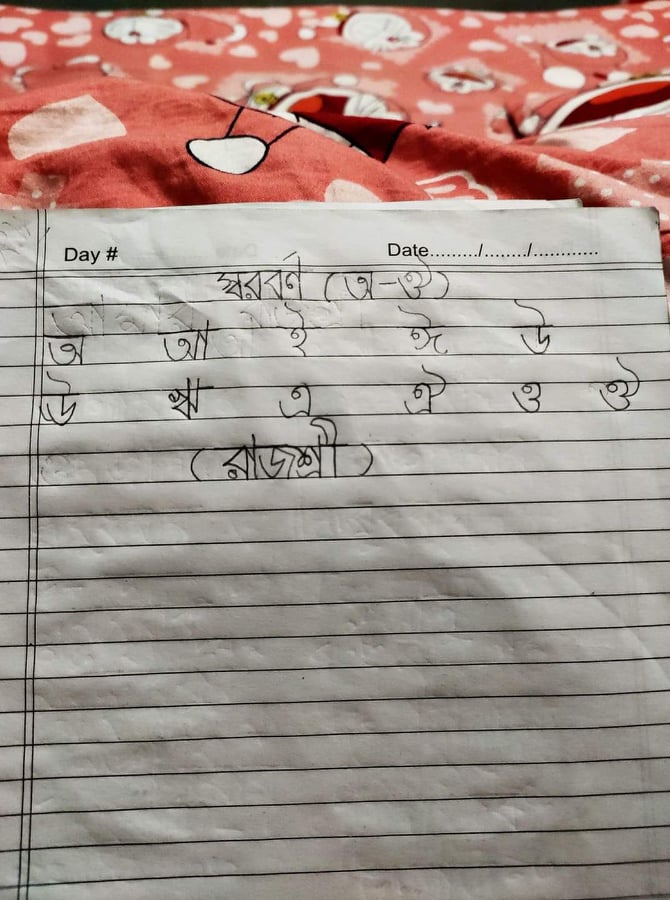 Day # Date........./......../............
স্বরবর্ণ (অ-ঔ)
অ আ ই ঈ উ
ঊ ঋ এ ঐ ও ঔ
(রাজশ্রী)